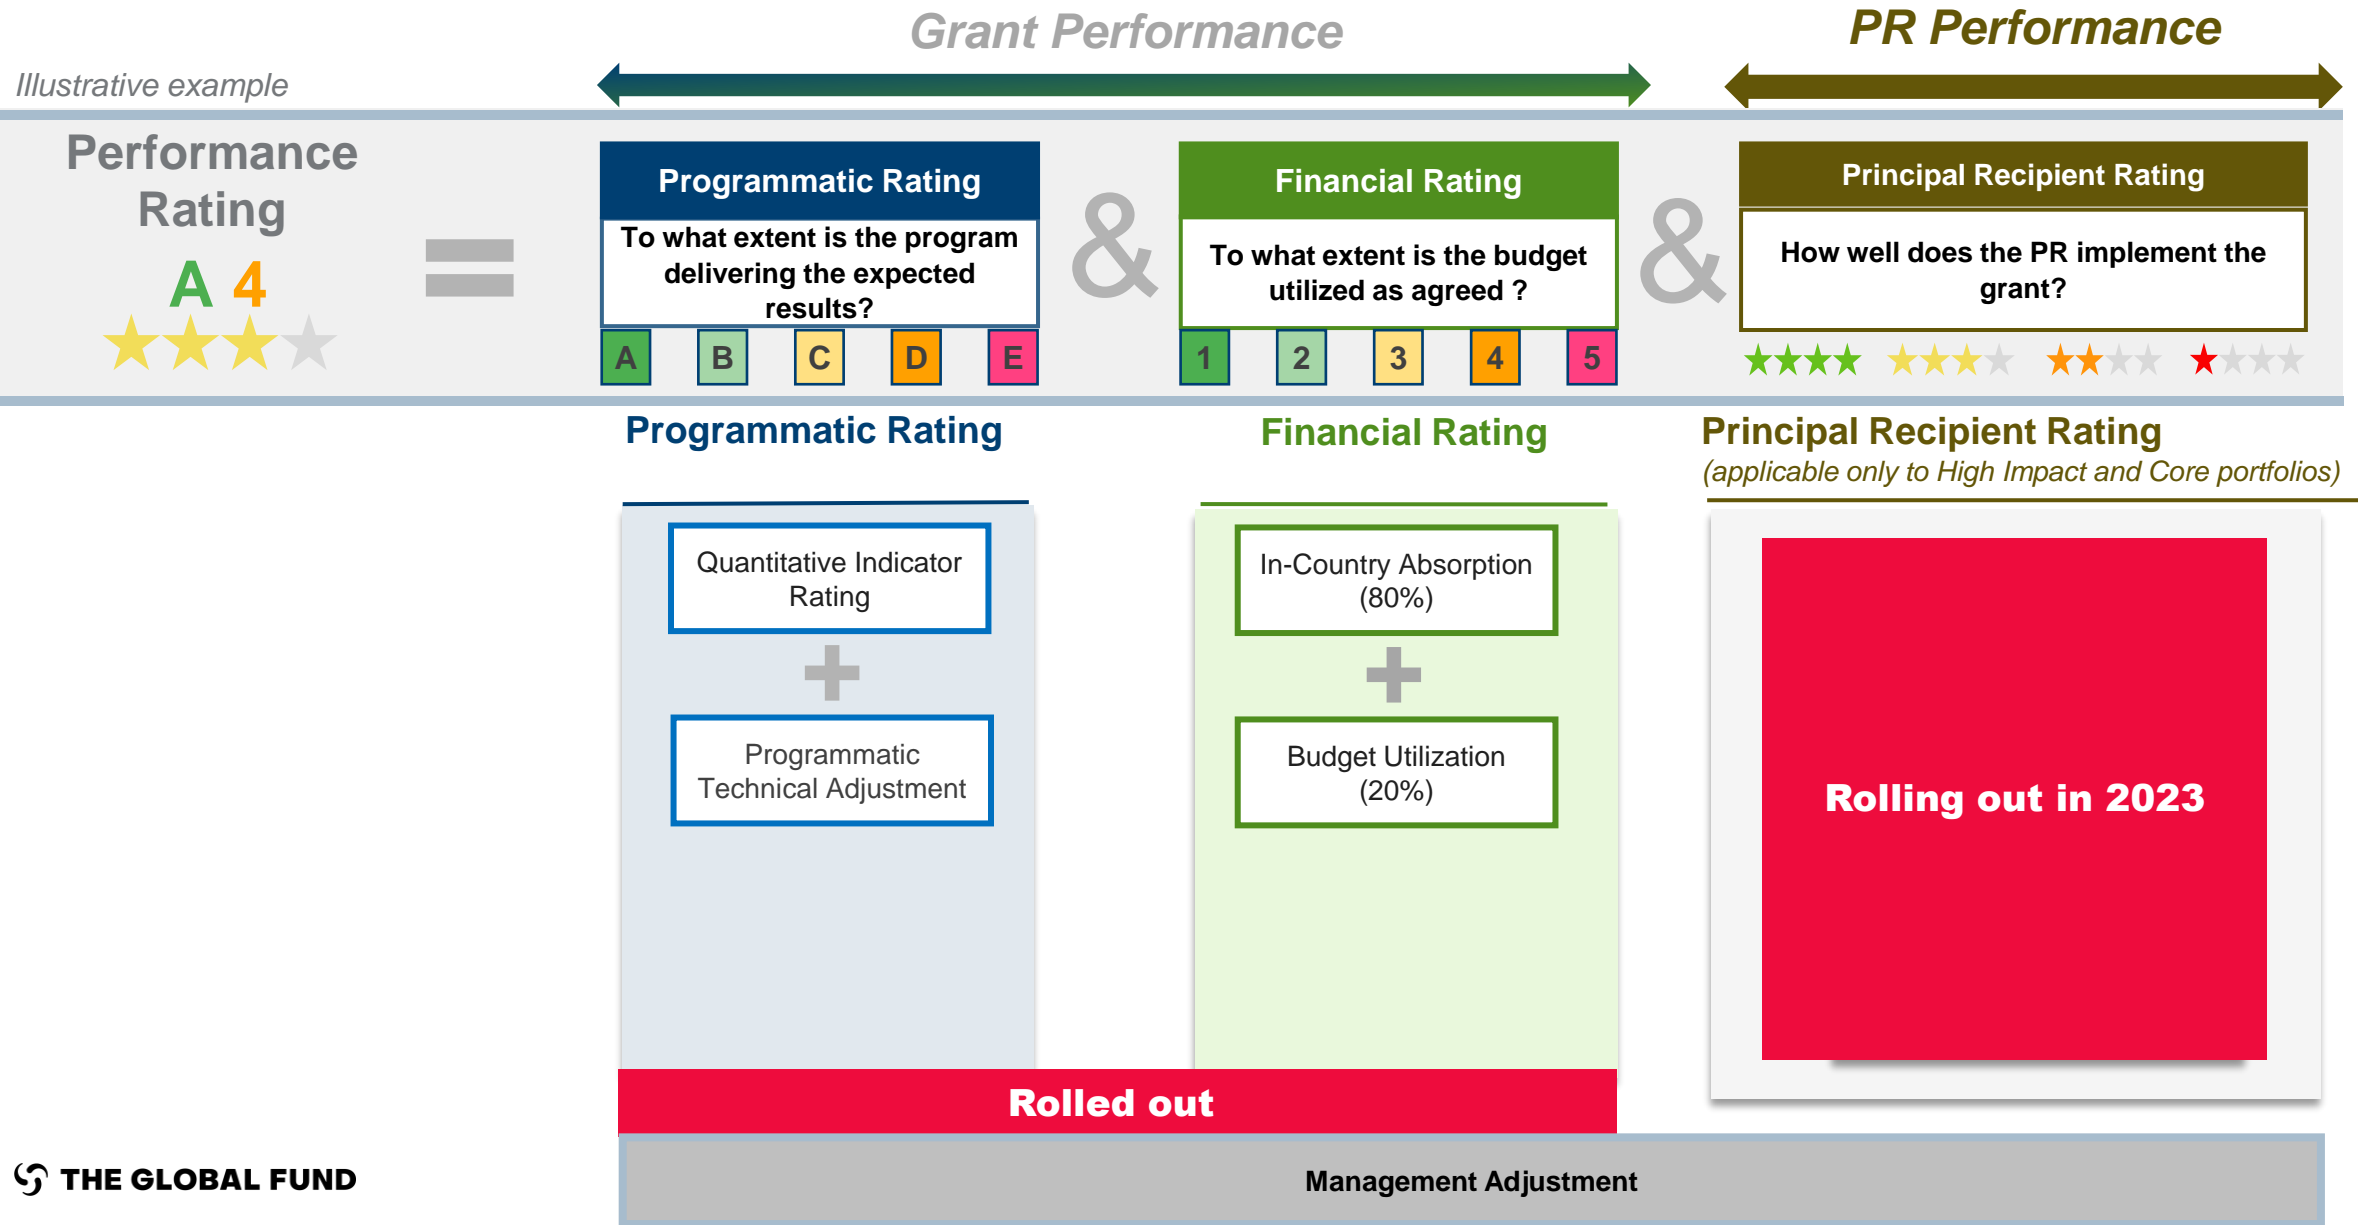 Grant Performance
PR Performance
Illustrative example
Performance
Rating
A 4
Programmatic Rating
To what extent is the program
delivering the expected
results?
A B C D E
&
Financial Rating
To what extent is the budget
utilized as agreed ?
1 2 3 4 5
&
Principal Recipient Rating
How well does the PR implement the
grant?
Programmatic Rating
Quantitative Indicator
Rating
Programmatic
Technical Adjustment
Financial Rating
In-Country Absorption
(80%)
Budget Utilization
(20%)
Principal Recipient Rating
(applicable only to High Impact and Core portfolios)
Rolling out in 2023
Rolled out
Management Adjustment
THE GLOBAL FUND